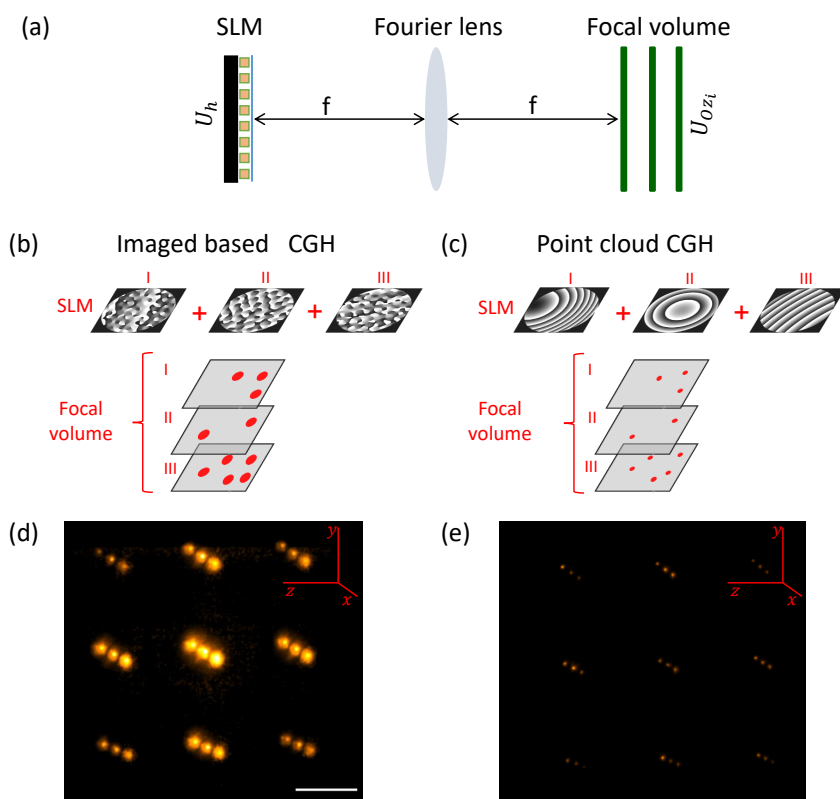 (a)
SLM Fourier lens Focal volume
U_h f f U_{Oz_i}
(b) Imaged based CGH
I II III
SLM + +
I
Focal volume
II
III
(c) Point cloud CGH
I II III
SLM + +
I
Focal volume
II
III
(d)
y
z
x
(e)
y
z
x